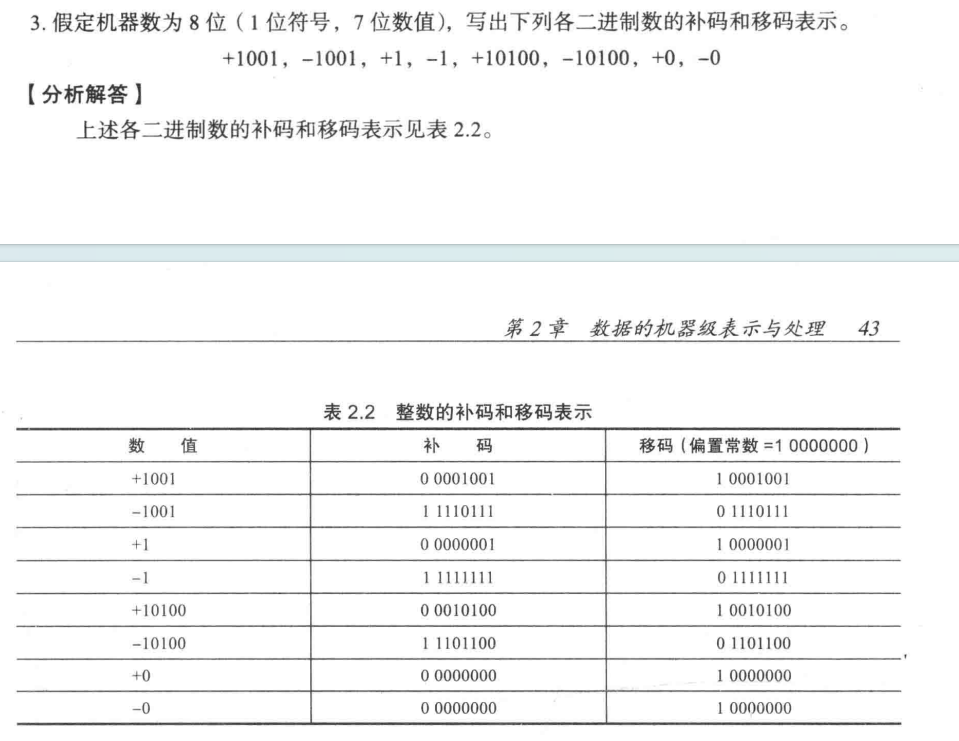 3. 假定机器数为 8 位（1 位符号，7 位数值），写出下列各二进制数的补码和移码表示。
+1001，−1001，+1，−1，+10100，−10100，+0，−0
【分析解答】
上述各二进制数的补码和移码表示见表 2.2。
第 2 章 数据的机器级表示与处理 43
表 2.2 整数的补码和移码表示
数 值 补 码 移码（偏置常数 =1 0000000）
+1001 0 0001001 1 0001001
−1001 1 1110111 0 1110111
+1 0 0000001 1 0000001
−1 1 1111111 0 1111111
+10100 0 0010100 1 0010100
−10100 1 1101100 0 1101100
+0 0 0000000 1 0000000
−0 0 0000000 1 0000000